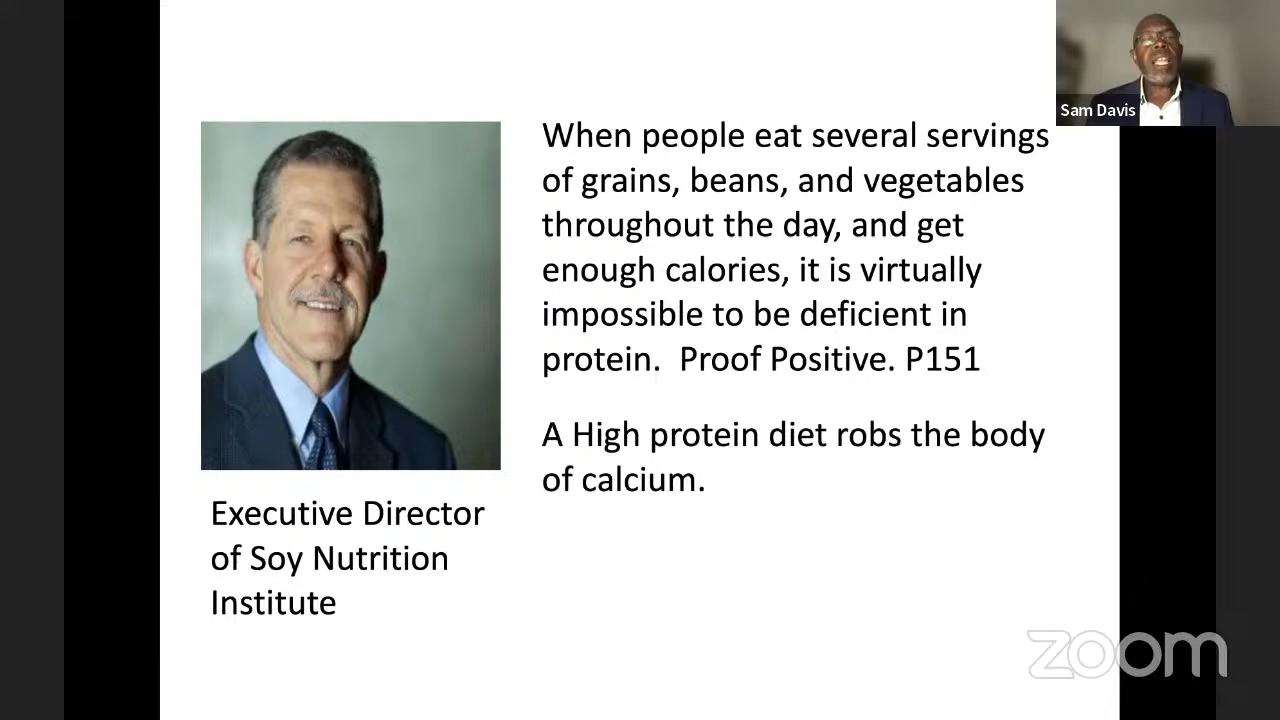 Sam Davis
When people eat several servings
of grains, beans, and vegetables
throughout the day, and get
enough calories, it is virtually
impossible to be deficient in
protein.  Proof Positive. P151
A High protein diet robs the body
of calcium.
Executive Director
of Soy Nutrition
Institute
zoom